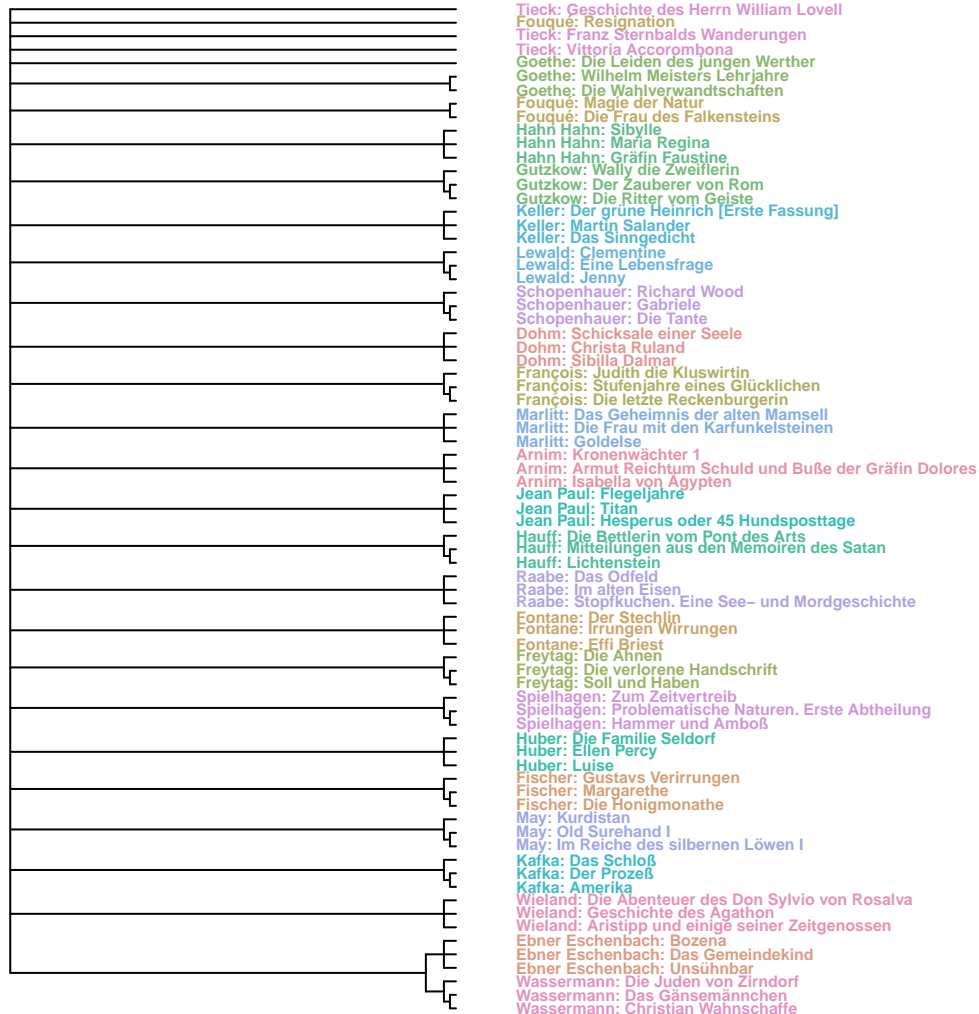 Tieck: Geschichte des Herrn William Lovell
Fouqué: Resignation
Tieck: Franz Sternbalds Wanderungen
Tieck: Vittoria Accorombona
Goethe: Die Leiden des jungen Werther
Goethe: Wilhelm Meisters Lehrjahre
Goethe: Die Wahlverwandtschaften
Fouqué: Magie der Natur
Fouqué: Die Frau des Falkensteins
Hahn Hahn: Sibylle
Hahn Hahn: Maria Regina
Hahn Hahn: Gräfin Faustine
Gutzkow: Wally die Zweiflerin
Gutzkow: Der Zauberer von Rom
Gutzkow: Die Ritter vom Geiste
Keller: Der grüne Heinrich [Erste Fassung]
Keller: Martin Salander
Keller: Das Sinngedicht
Lewald: Clementine
Lewald: Eine Lebensfrage
Lewald: Jenny
Schopenhauer: Richard Wood
Schopenhauer: Gabriele
Schopenhauer: Die Tante
Dohm: Schicksale einer Seele
Dohm: Christa Ruland
Dohm: Sibilla Dalmar
François: Judith die Kluswirtin
François: Stufenjahre eines Glücklichen
François: Die letzte Reckenburgerin
Marlitt: Das Geheimnis der alten Mamsell
Marlitt: Die Frau mit den Karfunkelsteinen
Marlitt: Goldelse
Arnim: Kronenwächter 1
Arnim: Armut Reichtum Schuld und Buße der Gräfin Dolores
Arnim: Isabella von Ägypten
Jean Paul: Flegeljahre
Jean Paul: Titan
Jean Paul: Hesperus oder 45 Hundsposttage
Hauff: Die Bettlerin vom Pont des Arts
Hauff: Mitteilungen aus den Memoiren des Satan
Hauff: Lichtenstein
Raabe: Das Odfeld
Raabe: Im alten Eisen
Raabe: Stopfkuchen. Eine See– und Mordgeschichte
Fontane: Der Stechlin
Fontane: Irrungen Wirrungen
Fontane: Effi Briest
Freytag: Die Ahnen
Freytag: Die verlorene Handschrift
Freytag: Soll und Haben
Spielhagen: Zum Zeitvertreib
Spielhagen: Problematische Naturen. Erste Abtheilung
Spielhagen: Hammer und Amboß
Huber: Die Familie Seldorf
Huber: Ellen Percy
Huber: Luise
Fischer: Gustavs Verirrungen
Fischer: Margarethe
Fischer: Die Honigmonathe
May: Kurdistan
May: Old Surehand I
May: Im Reiche des silbernen Löwen I
Kafka: Das Schloß
Kafka: Der Prozeß
Kafka: Amerika
Wieland: Die Abenteuer des Don Sylvio von Rosalva
Wieland: Geschichte des Agathon
Wieland: Aristipp und einige seiner Zeitgenossen
Ebner Eschenbach: Bozena
Ebner Eschenbach: Das Gemeindekind
Ebner Eschenbach: Unsühnbar
Wassermann: Die Juden von Zirndorf
Wassermann: Das Gänsemännchen
Wassermann: Christian Wahnschaffe